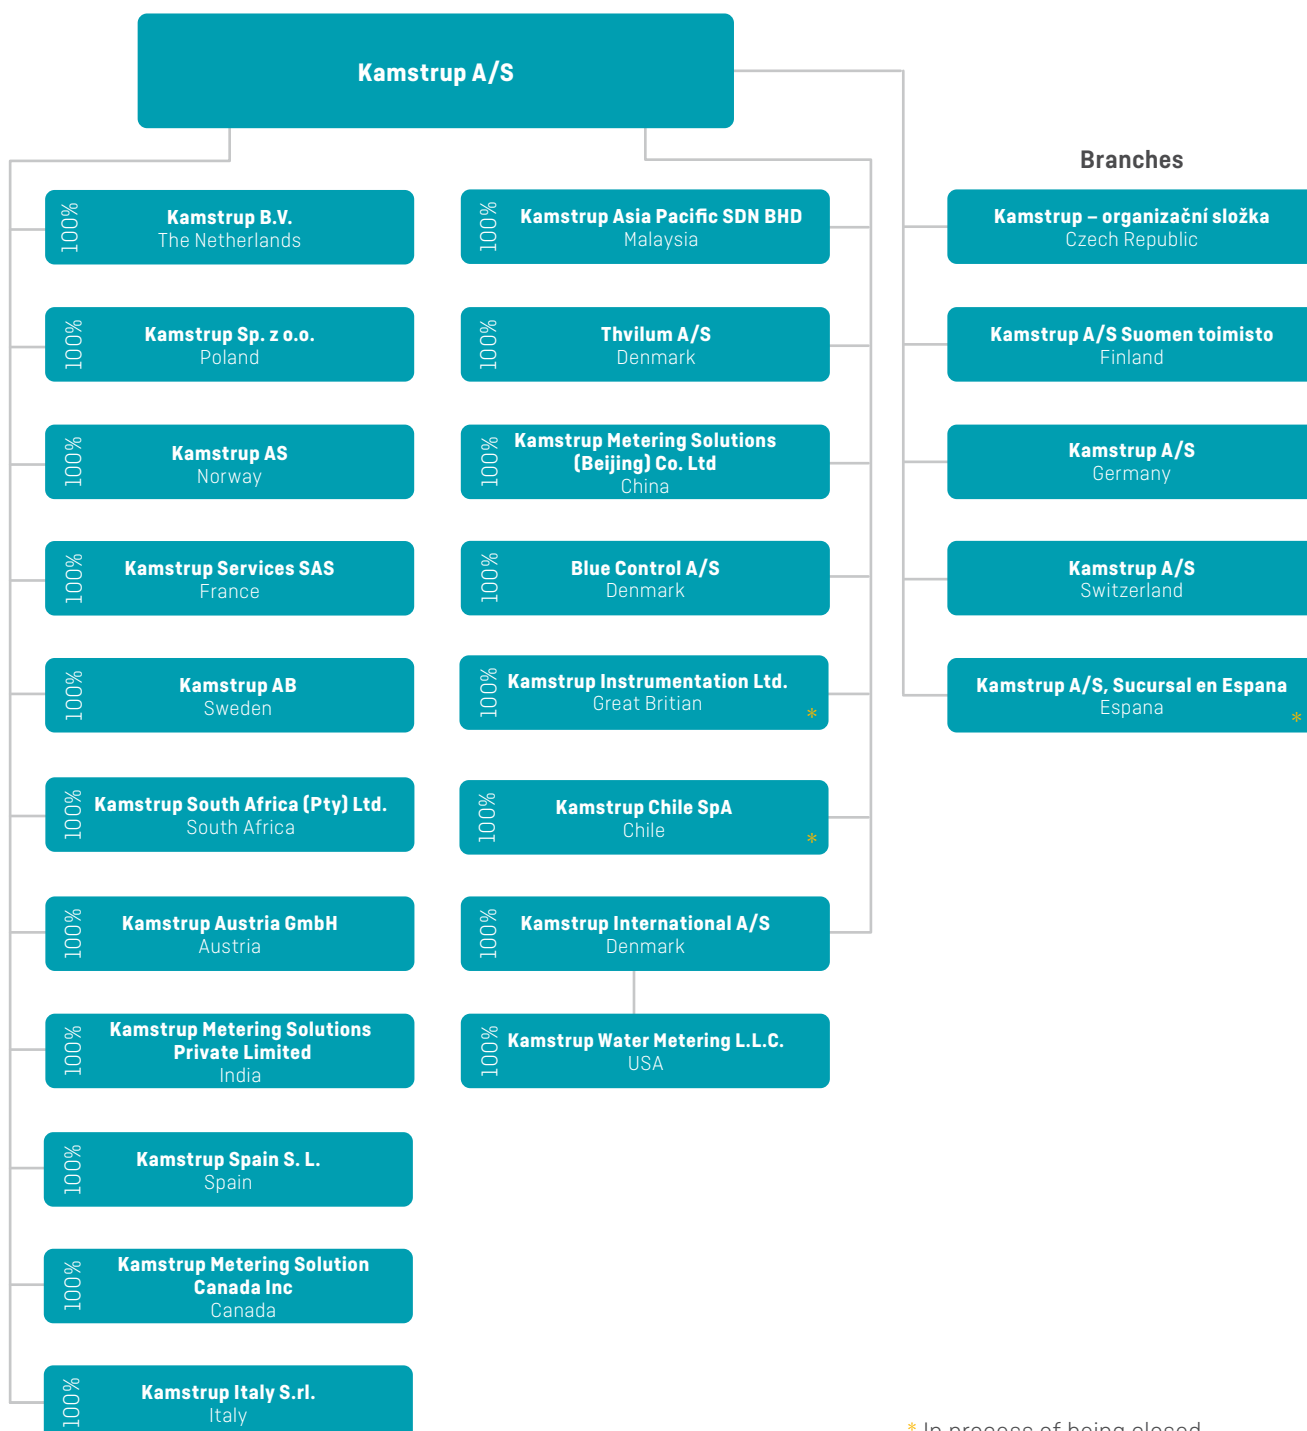 Kamstrup A/S
100%
Kamstrup B.V.
The Netherlands
100%
Kamstrup Sp. z o.o.
Poland
100%
Kamstrup AS
Norway
100%
Kamstrup Services SAS
France
100%
Kamstrup AB
Sweden
100%
Kamstrup South Africa (Pty) Ltd.
South Africa
100%
Kamstrup Austria GmbH
Austria
100%
Kamstrup Metering Solutions
Private Limited
India
100%
Kamstrup Spain S. L.
Spain
100%
Kamstrup Metering Solution
Canada Inc
Canada
100%
Kamstrup Italy S.rl.
Italy
100%
Kamstrup Asia Pacific SDN BHD
Malaysia
100%
Thvilum A/S
Denmark
100%
Kamstrup Metering Solutions
(Beijing) Co. Ltd
China
100%
Blue Control A/S
Denmark
100%
Kamstrup Instrumentation Ltd.
Great Britian
*
100%
Kamstrup Chile SpA
Chile
*
100%
Kamstrup International A/S
Denmark
100%
Kamstrup Water Metering L.L.C.
USA
Branches
Kamstrup – organizační složka
Czech Republic
Kamstrup A/S Suomen toimisto
Finland
Kamstrup A/S
Germany
Kamstrup A/S
Switzerland
Kamstrup A/S, Sucursal en Espana
Espana
*
* In process of being closed